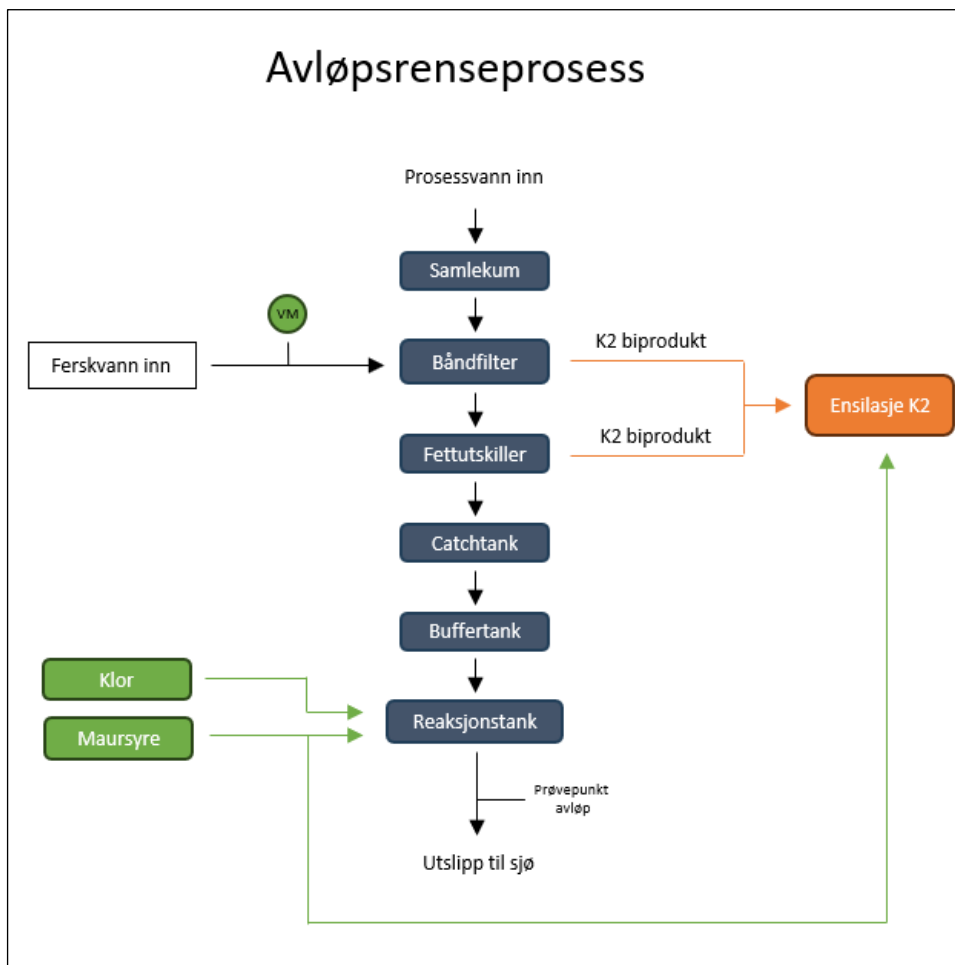 Avløpsrenseprosess
Prosessvann inn
Samlekum
VM
Ferskvann inn
Båndfilter
K2 biprodukt
Ensilasje K2
Fettutskiller
K2 biprodukt
Catchtank
Buffertank
Klor
Maursyre
Reaksjonstank
Prøvepunkt
avløp
Utslipp til sjø